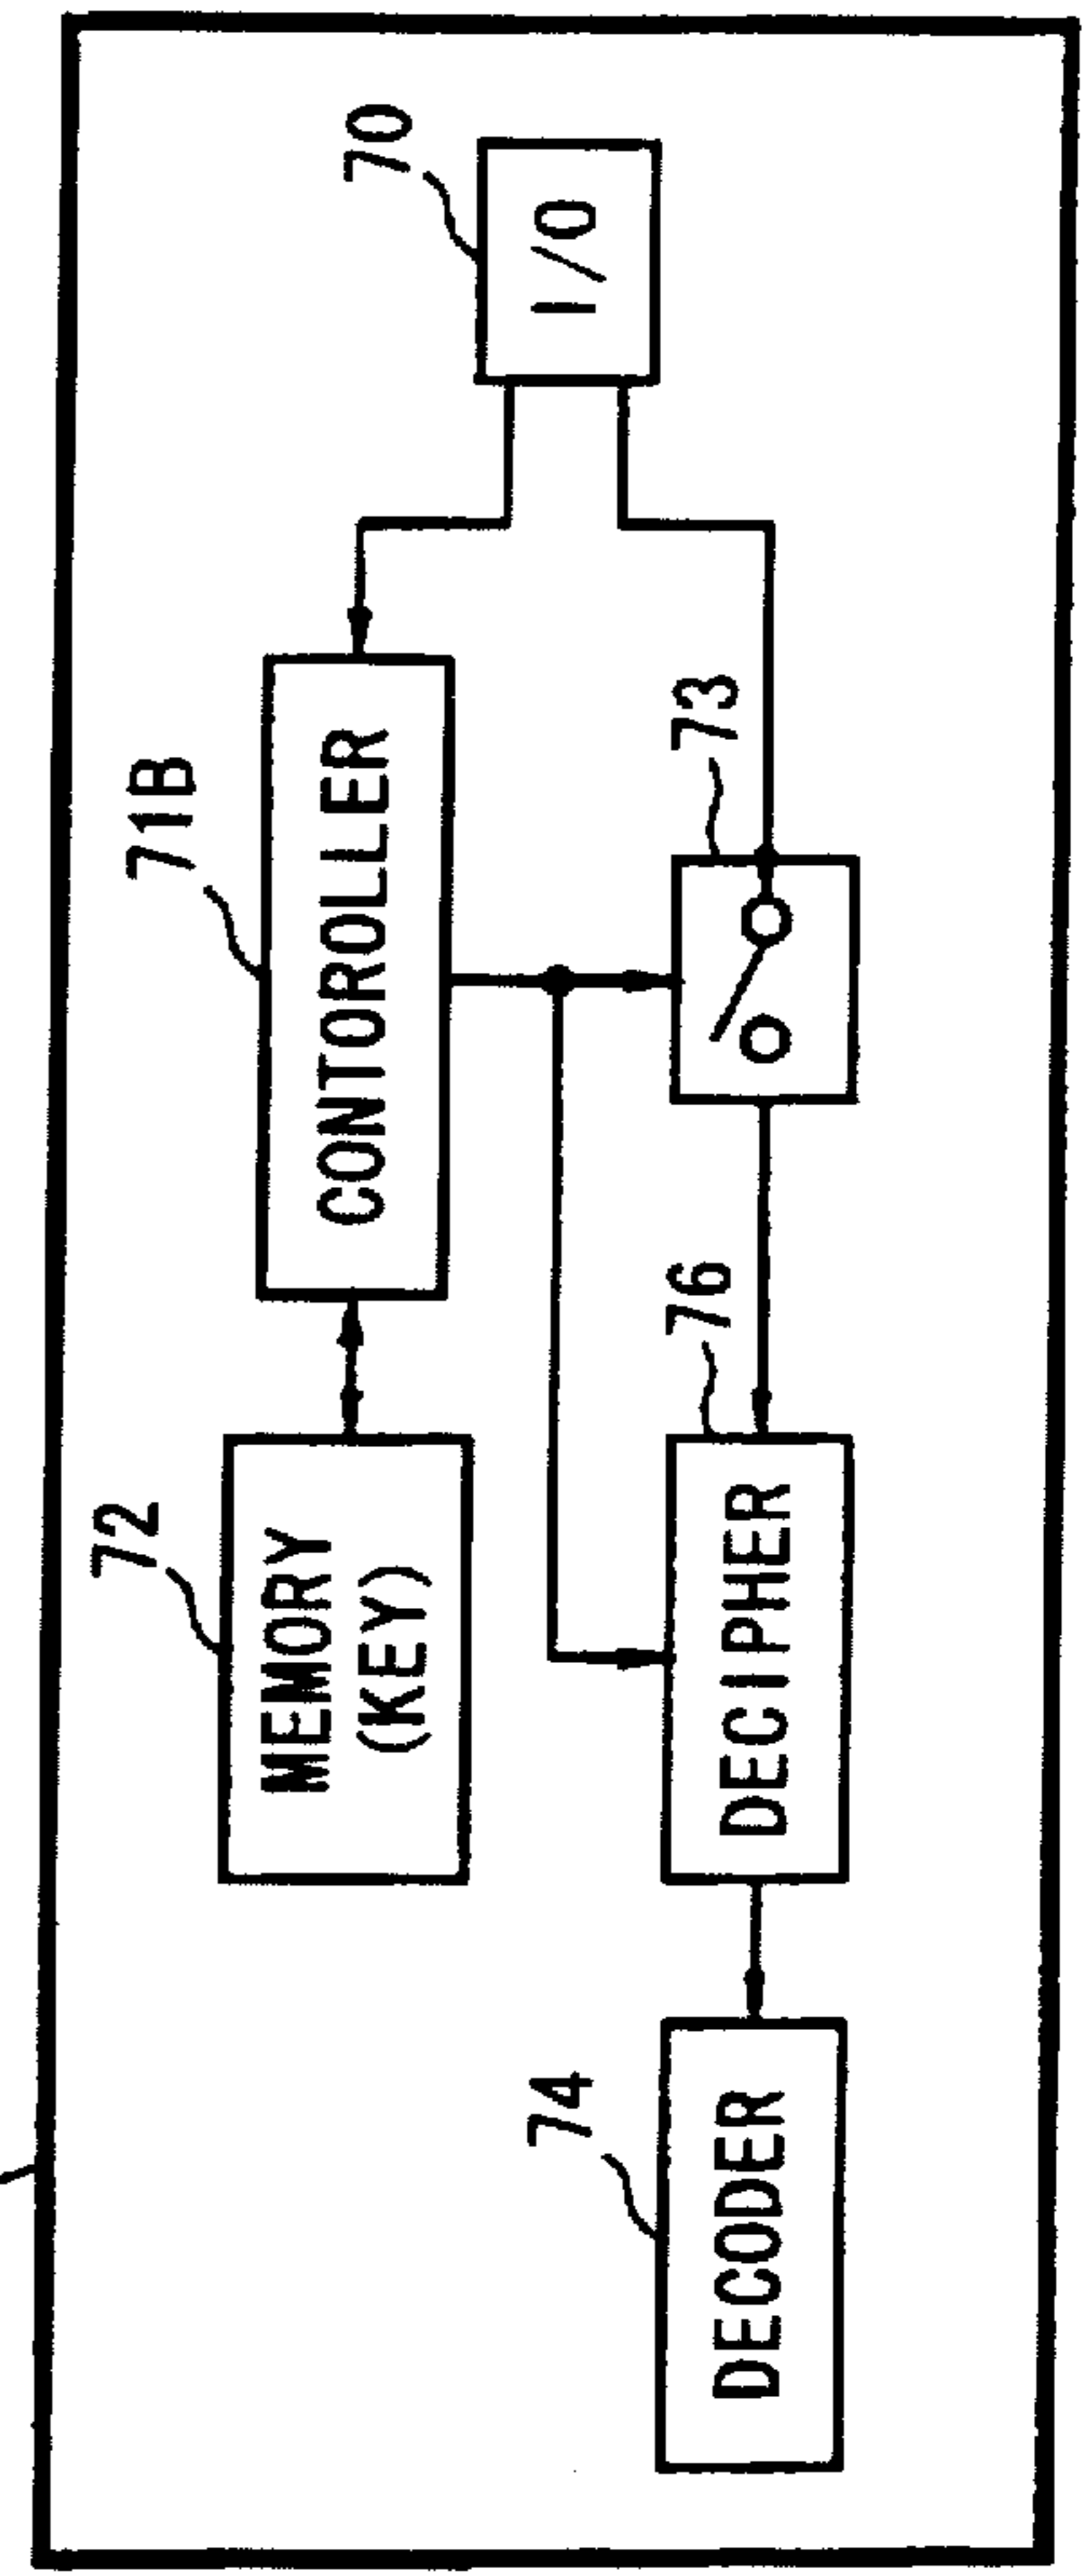 72
MEMORY
(KEY)
71B
CONTOROLLER
70
I/O
74
DECODER
76
DECIPHER
73